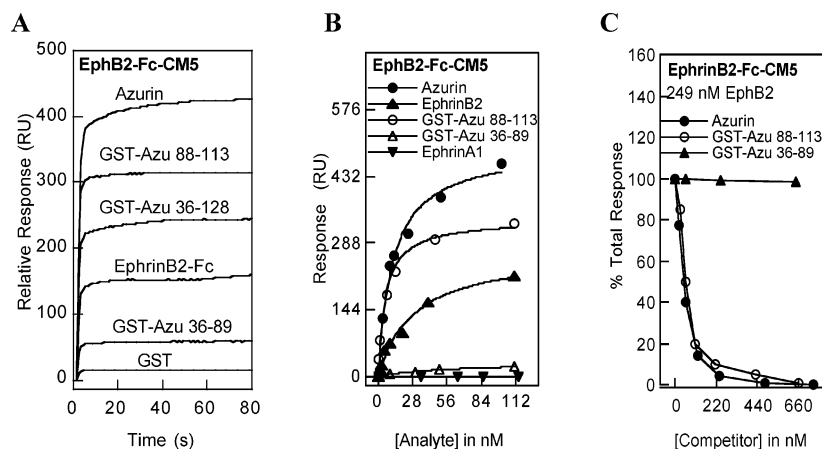 A
EphB2-Fc-CM5
Relative Response (RU)
500
400
300
200
100
0
Azurin
GST-Azu 88-113
GST-Azu 36-128
EphrinB2-Fc
GST-Azu 36-89
GST
0 20 40 60 80
Time (s)
B
EphB2-Fc-CM5
Azurin
EphrinB2
GST-Azu 88-113
GST-Azu 36-89
EphrinA1
Response (RU)
576
432
288
144
0
0 28 56 84 112
[Analyte] in nM
C
EphrinB2-Fc-CM5
249 nM EphB2
Azurin
GST-Azu 88-113
GST-Azu 36-89
% Total Response
160
140
120
100
80
60
40
20
0
0 220 440 660
[Competitor] in nM